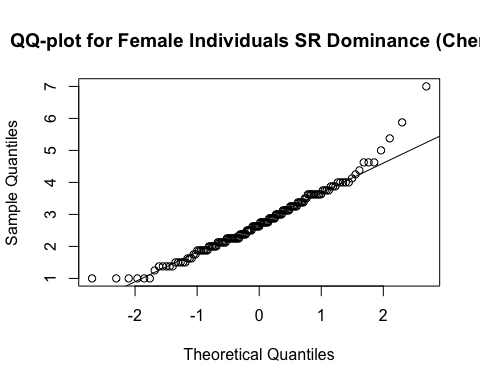 QQ-plot for Female Individuals SR Dominance (Cher
Sample Quantiles
7
6
5
4
3
2
1
-2 -1 0 1 2
Theoretical Quantiles